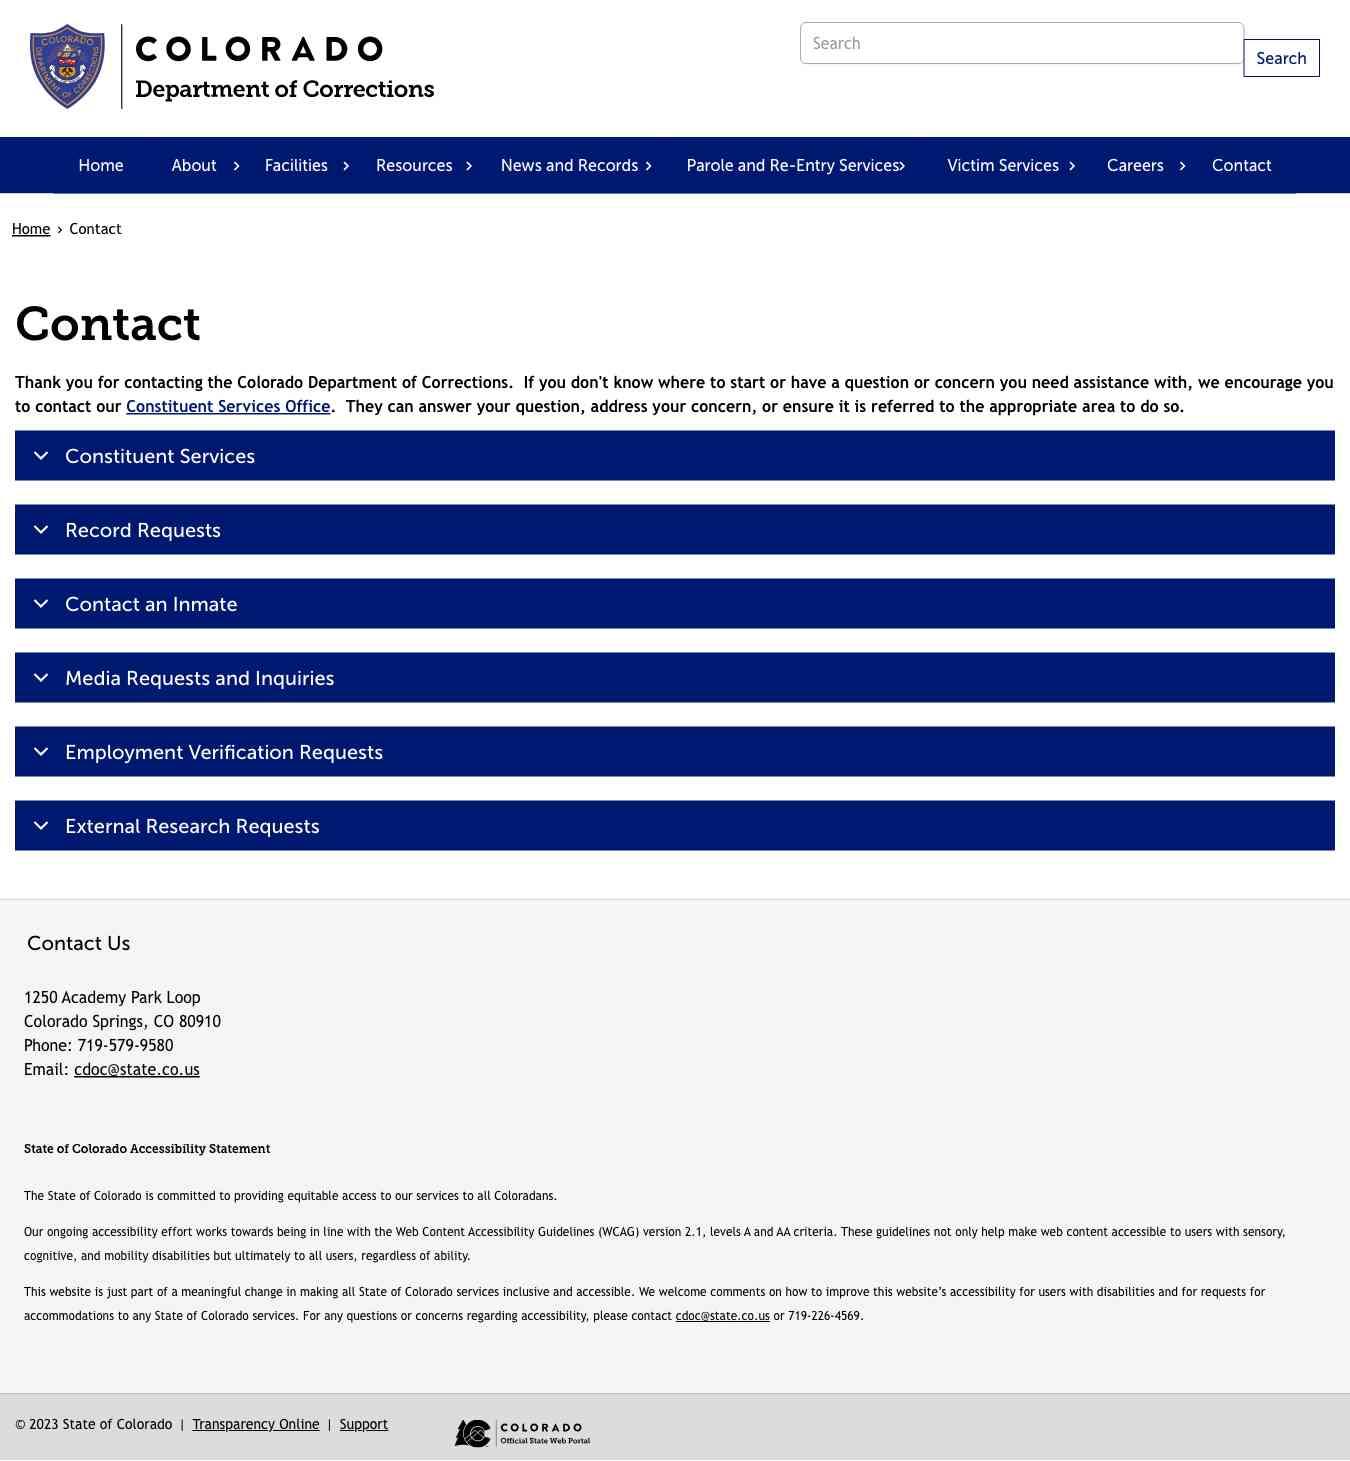 COLORADO
Department of Corrections
Search
Search
Home About Facilities Resources News and Records Parole and Re-Entry Services Victim Services Careers Contact
Home › Contact
Contact
Thank you for contacting the Colorado Department of Corrections.  If you don't know where to start or have a question or concern you need assistance with, we encourage you
to contact our Constituent Services Office.  They can answer your question, address your concern, or ensure it is referred to the appropriate area to do so.
Constituent Services
Record Requests
Contact an Inmate
Media Requests and Inquiries
Employment Verification Requests
External Research Requests
Contact Us
1250 Academy Park Loop
Colorado Springs, CO 80910
Phone: 719-579-9580
Email: cdoc@state.co.us
State of Colorado Accessibility Statement
The State of Colorado is committed to providing equitable access to our services to all Coloradans.
Our ongoing accessibility effort works towards being in line with the Web Content Accessibility Guidelines (WCAG) version 2.1, levels A and AA criteria. These guidelines not only help make web content accessible to users with sensory,
cognitive, and mobility disabilities but ultimately to all users, regardless of ability.
This website is just part of a meaningful change in making all State of Colorado services inclusive and accessible. We welcome comments on how to improve this website's accessibility for users with disabilities and for requests for
accommodations to any State of Colorado services. For any questions or concerns regarding accessibility, please contact cdoc@state.co.us or 719-226-4569.
© 2023 State of Colorado | Transparency Online | Support
COLORADO
Official State Web Portal